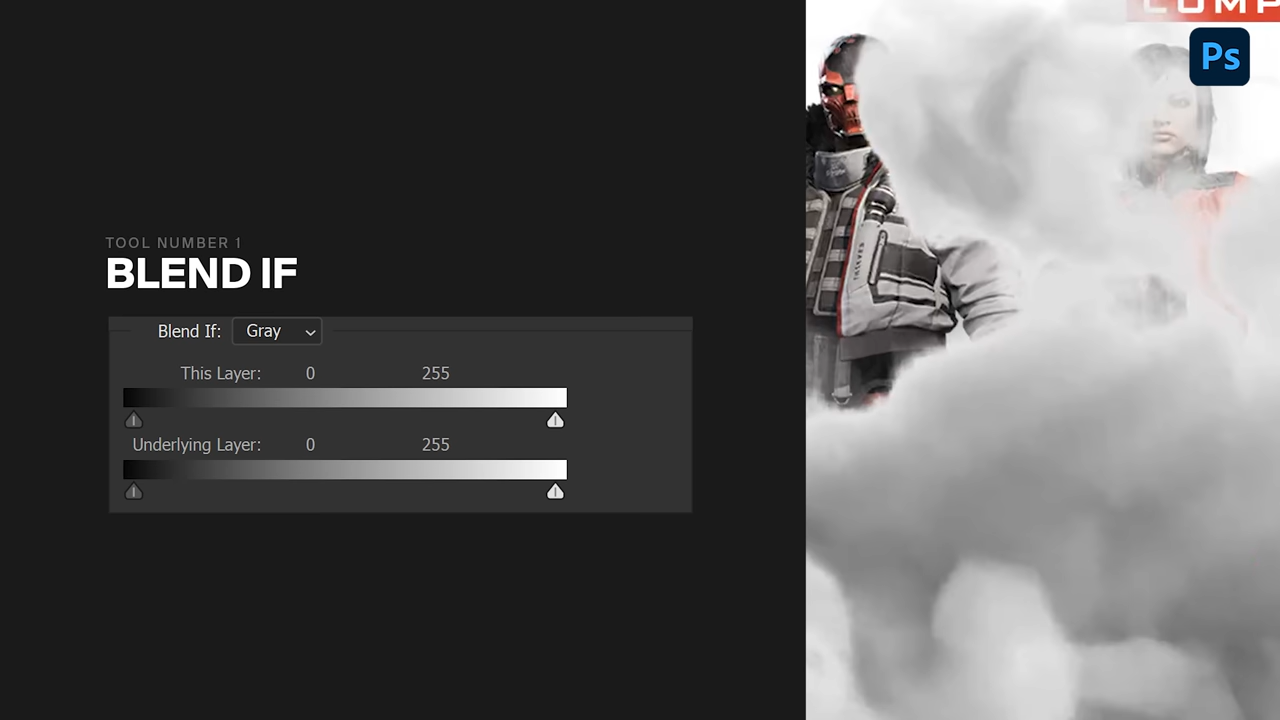 TOOL NUMBER 1
BLEND IF
Blend If: Gray
This Layer: 0 255
Underlying Layer: 0 255
Ps